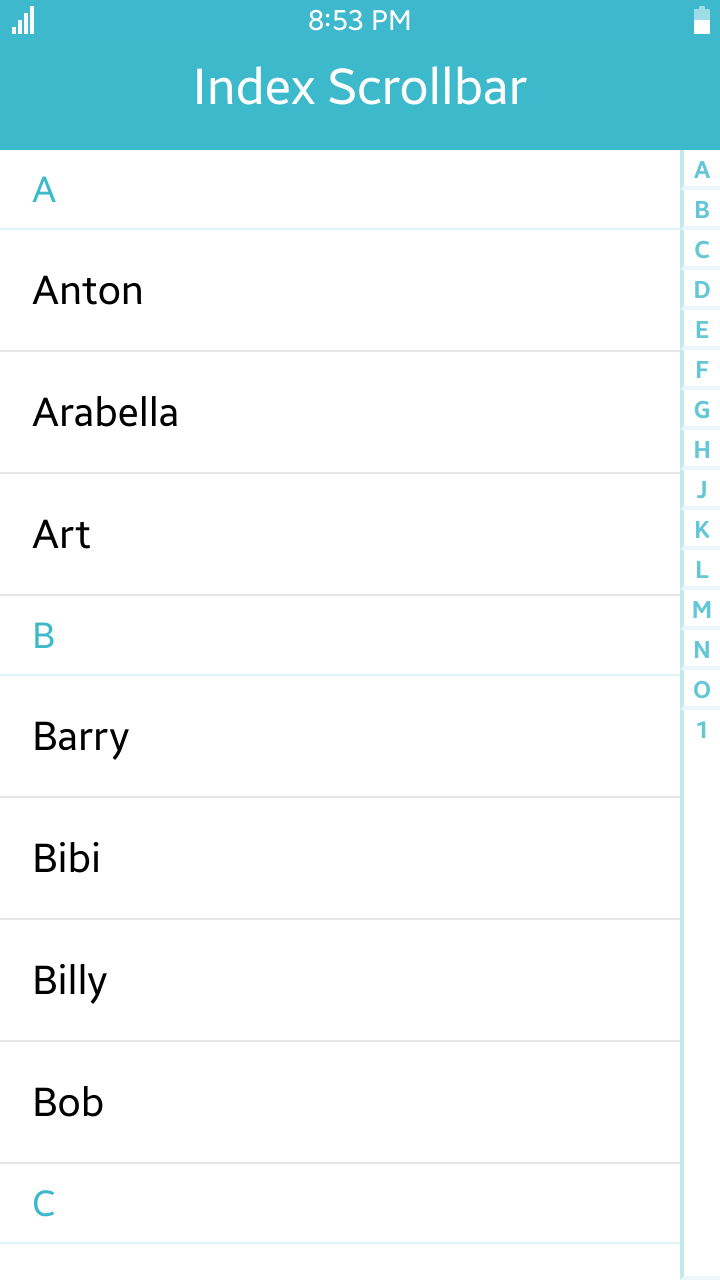 8:53 PM
Index Scrollbar
A
Anton
Arabella
Art
B
Barry
Bibi
Billy
Bob
C
A
B
C
D
E
F
G
H
J
K
L
M
N
O
1